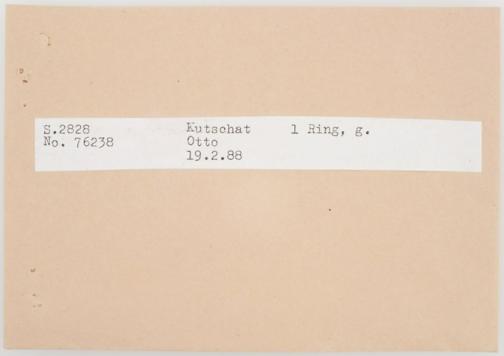 S.2828 Kutschat 1 Ring, g.
No. 76238 Otto
19.2.88